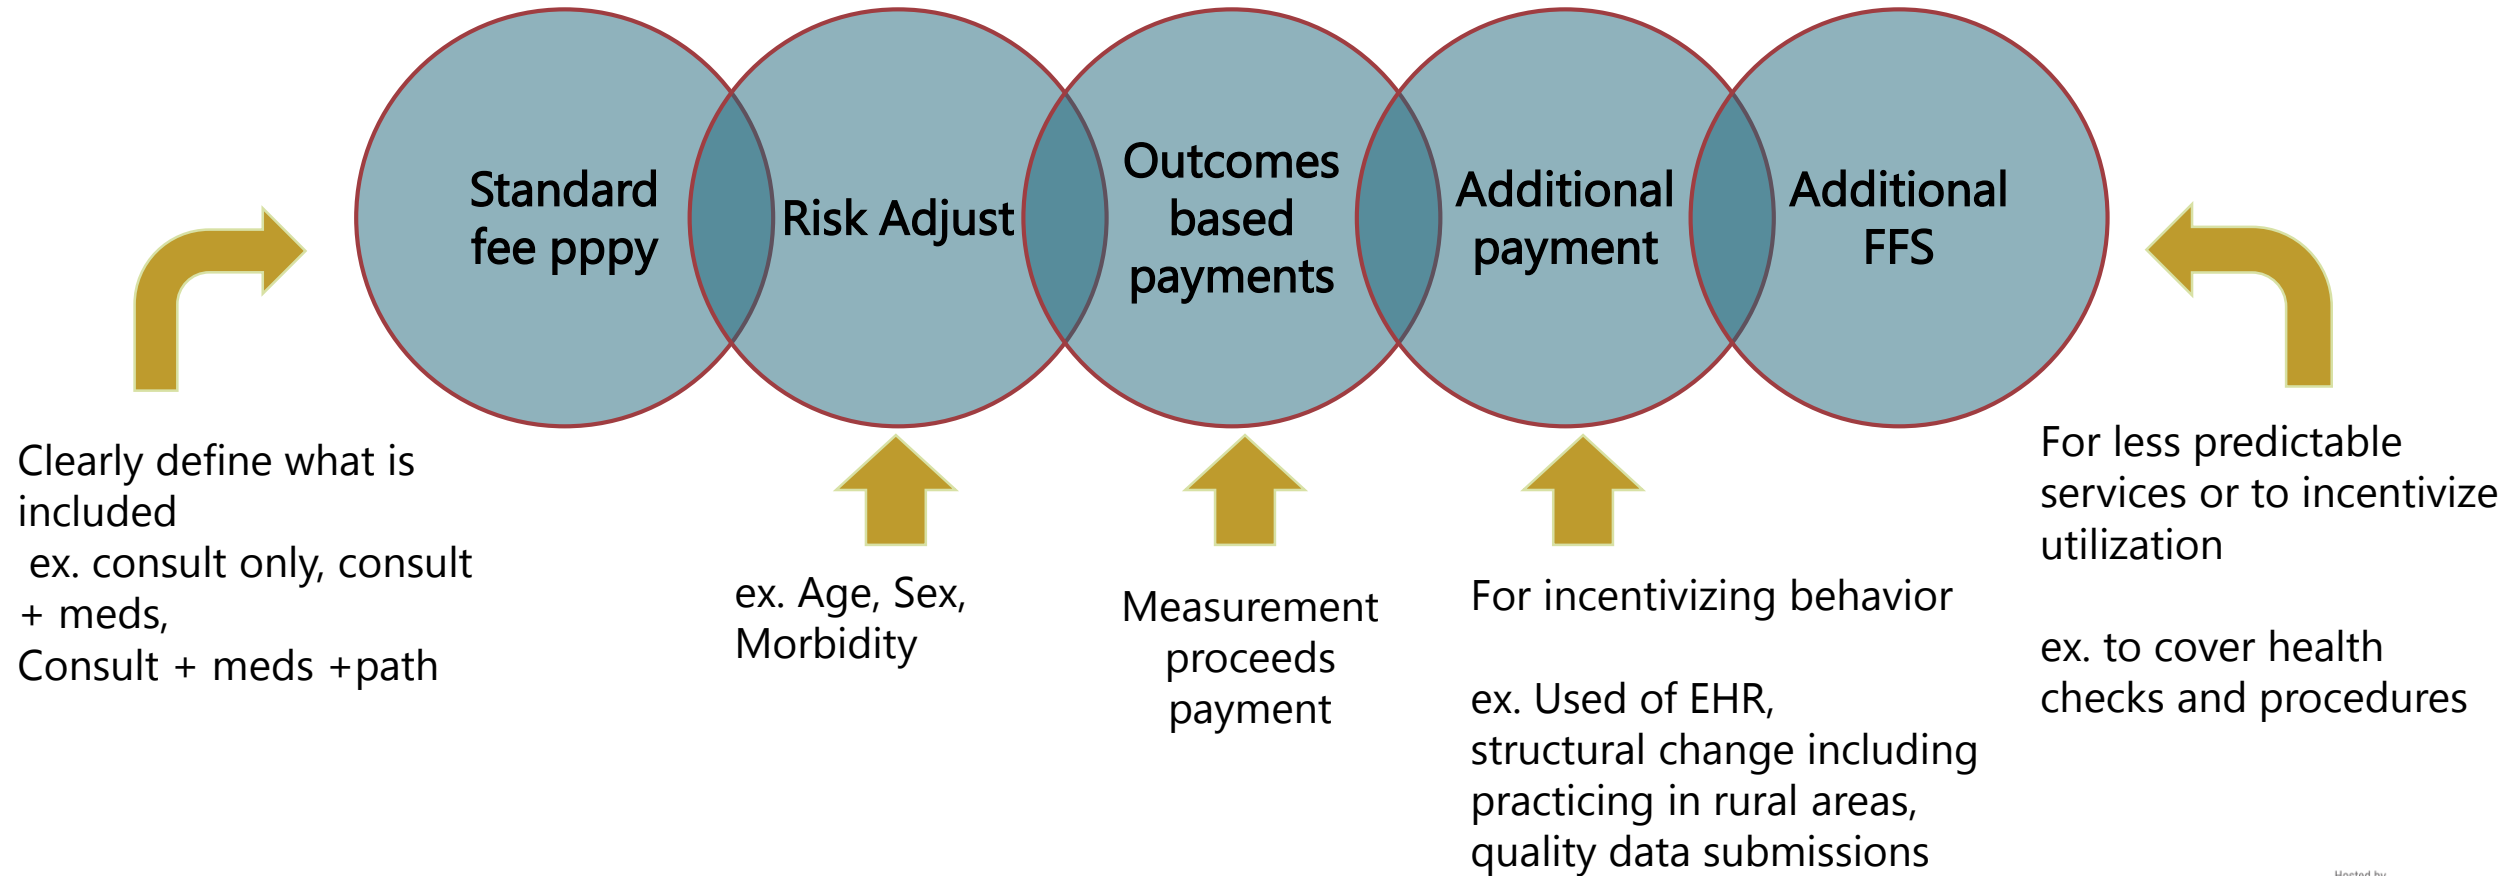 Standard
fee pppy
Risk Adjust
Outcomes
based
payments
Additional
payment
Additional
FFS
Clearly define what is
included
ex. consult only, consult
+ meds,
Consult + meds +path
ex. Age, Sex,
Morbidity
Measurement
proceeds
payment
For incentivizing behavior
ex. Used of EHR,
structural change including
practicing in rural areas,
quality data submissions
For less predictable
services or to incentivize
utilization
ex. to cover health
checks and procedures
Hosted by